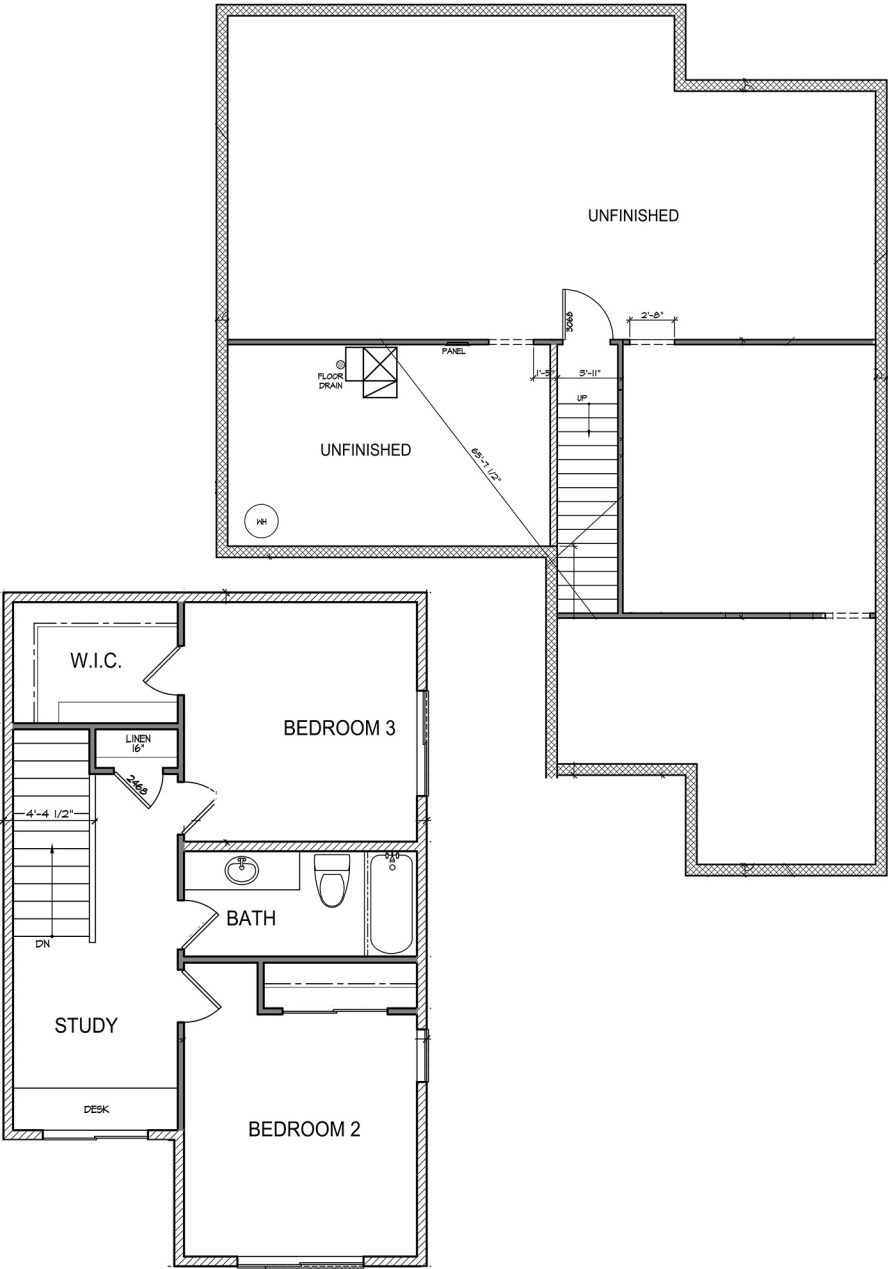 UNFINISHED
3068
2'-8"
PANEL
1'-5"
3'-11"
FLOOR
DRAIN
UP
UNFINISHED
65'-7 1/2"
WH
W.I.C.
BEDROOM 3
LINEN
16"
2468
4'-4 1/2"
BATH
DN
STUDY
DESK
BEDROOM 2